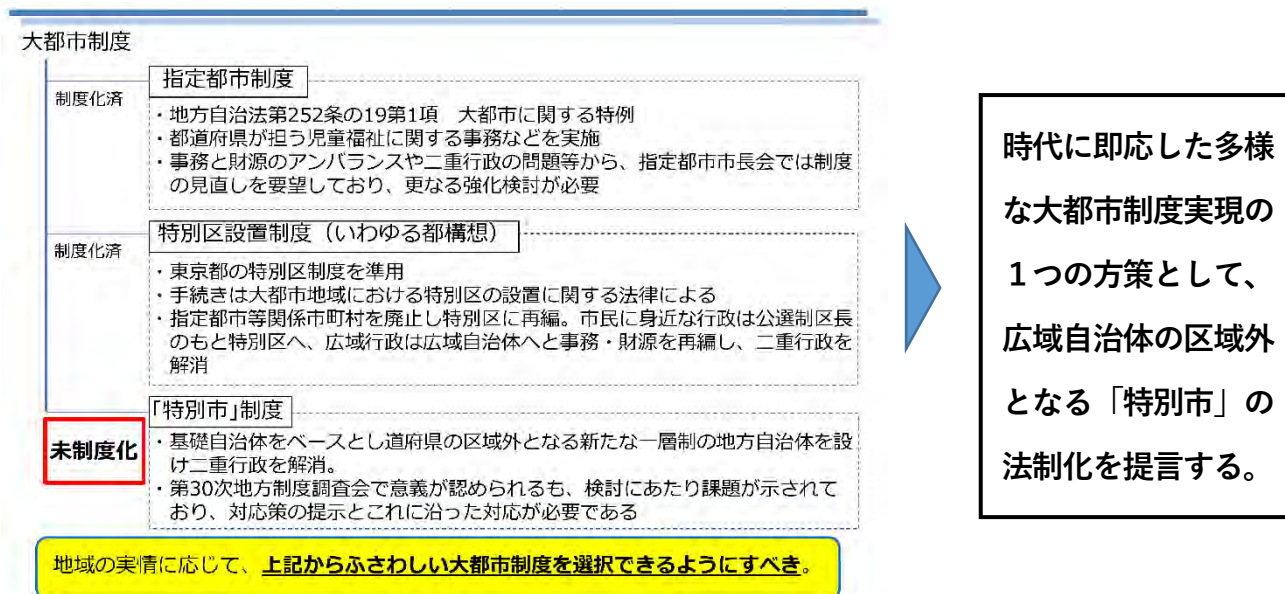 大都市制度
制度化済
指定都市制度
・地方自治法第252条の19第1項　大都市に関する特例
・都道府県が担う児童福祉に関する事務などを実施
・事務と財源のアンバランスや二重行政の問題等から、指定都市市長会では制度
の見直しを要望しており、更なる強化検討が必要
制度化済
特別区設置制度（いわゆる都構想）
・東京都の特別区制度を準用
・手続きは大都市地域における特別区の設置に関する法律による
・指定都市等関係市町村を廃止し特別区に再編。市民に身近な行政は公選制区長
のもと特別区へ、広域行政は広域自治体へと事務・財源を再編し、二重行政を
解消
未制度化
「特別市」制度
・基礎自治体をベースとし道府県の区域外となる新たな一層制の地方自治体を設
け二重行政を解消。
・第30次地方制度調査会で意義が認められるも、検討にあたり課題が示されて
おり、対応策の提示とこれに沿った対応が必要である
地域の実情に応じて、上記からふさわしい大都市制度を選択できるようにすべき。
時代に即応した多様
な大都市制度実現の
１つの方策として、
広域自治体の区域外
となる「特別市」の
法制化を提言する。